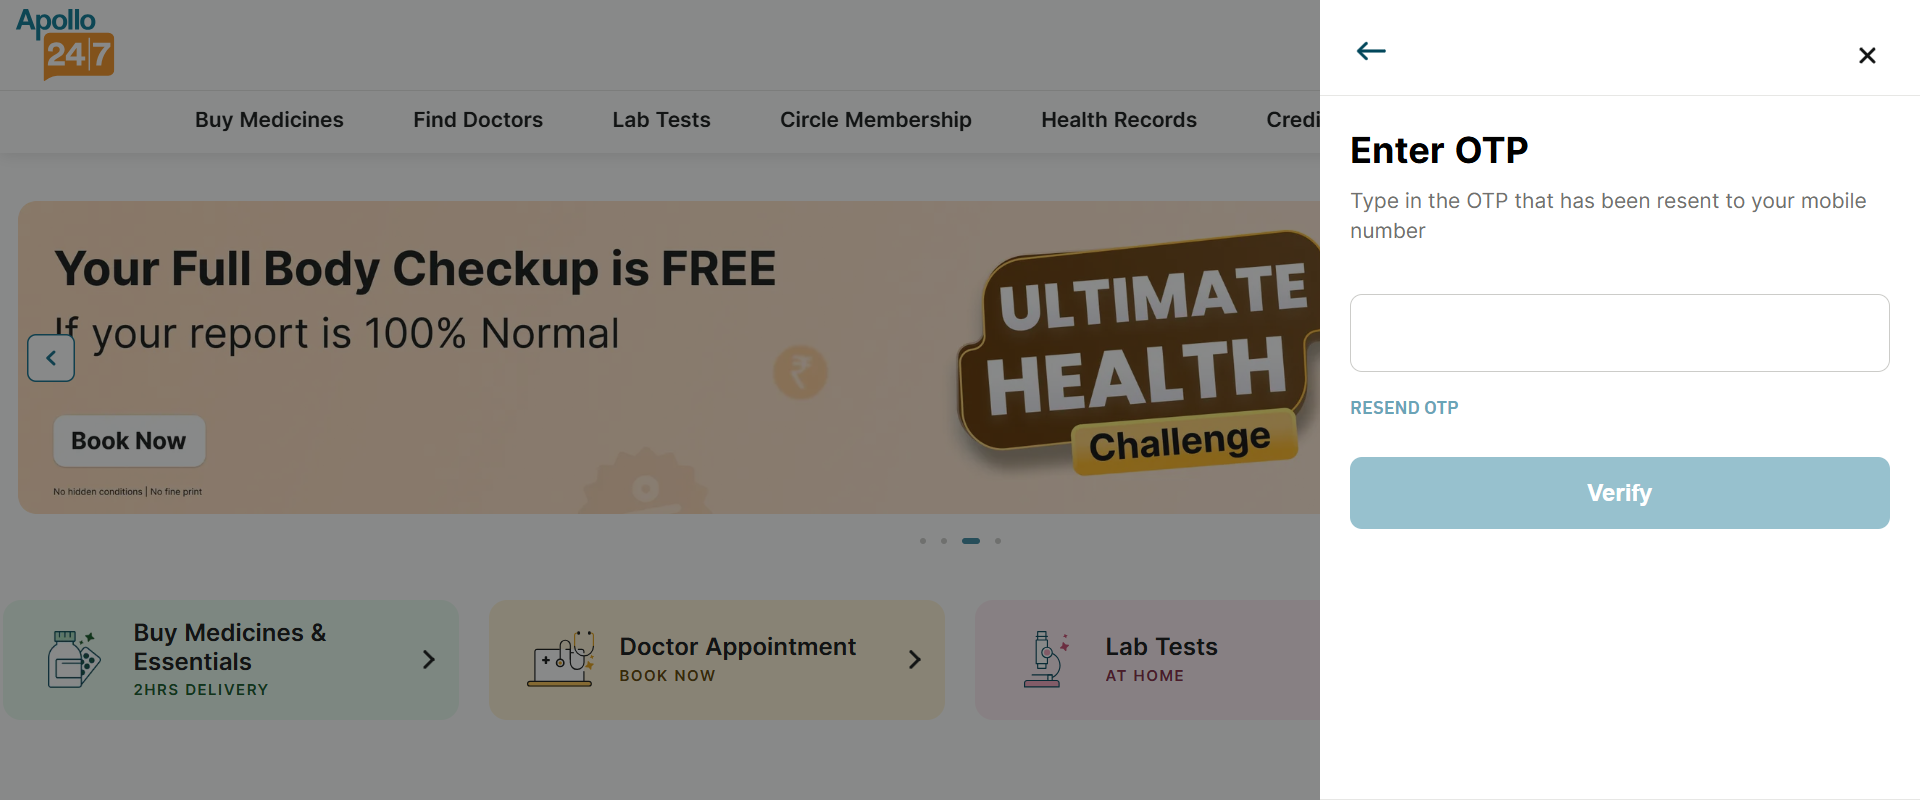 Apollo
24|7
Buy Medicines
Find Doctors
Lab Tests
Circle Membership
Health Records
Credi
Your Full Body Checkup is FREE
If your report is 100% Normal
Book Now
No hidden conditions | No fine print
₹
ULTIMATE
HEALTH
Challenge
Buy Medicines &
Essentials
2HRS DELIVERY
Doctor Appointment
BOOK NOW
Lab Tests
AT HOME
Enter OTP
Type in the OTP that has been resent to your mobile
number
RESEND OTP
Verify